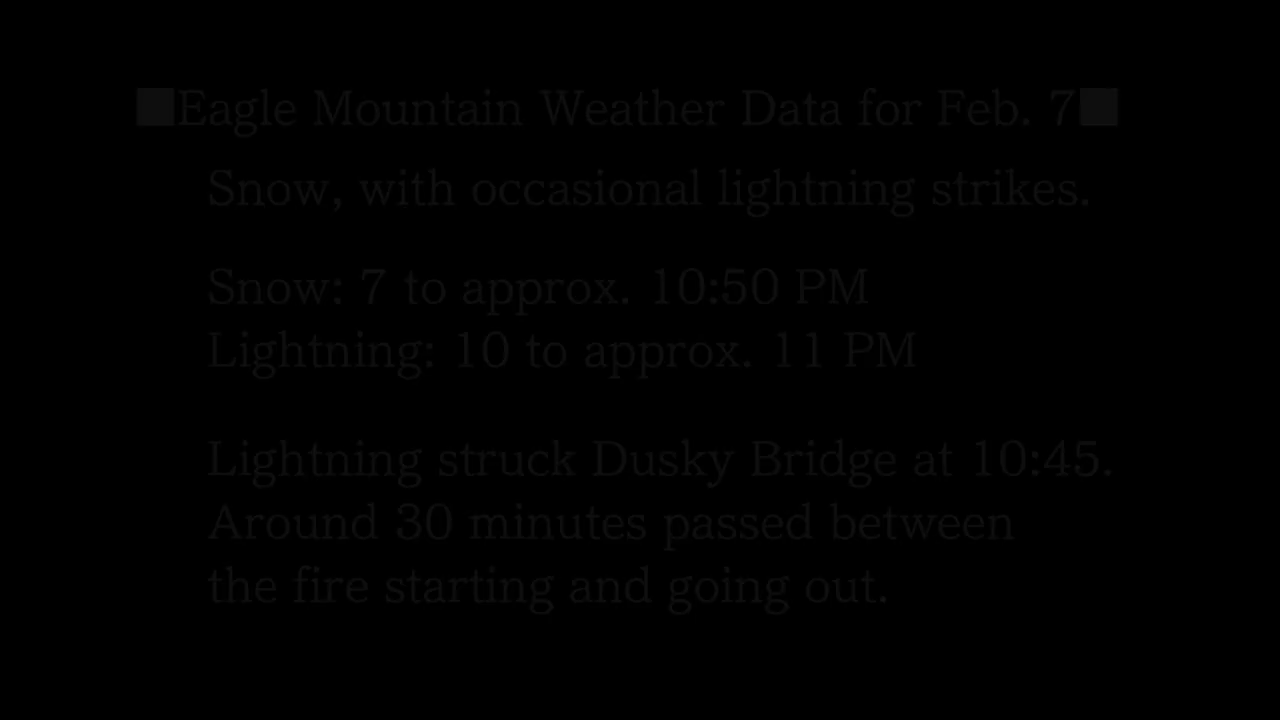 ■Eagle Mountain Weather Data for Feb. 7■
Snow, with occasional lightning strikes.
Snow: 7 to approx. 10:50 PM
Lightning: 10 to approx. 11 PM
Lightning struck Dusky Bridge at 10:45.
Around 30 minutes passed between
the fire starting and going out.